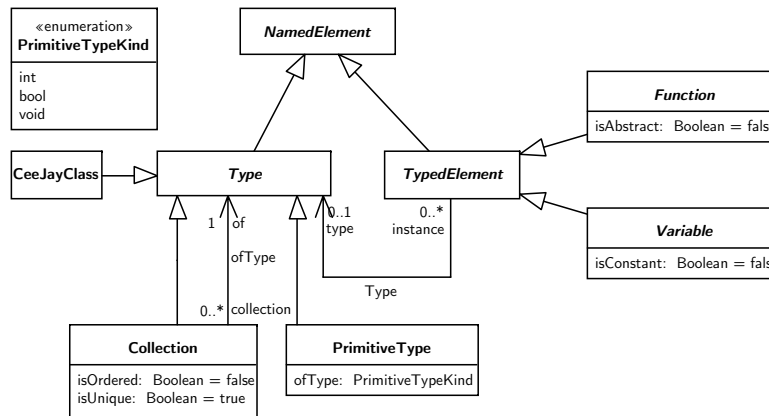 «enumeration»
PrimitiveTypeKind
int
bool
void
NamedElement
Function
isAbstract: Boolean = fals
CeeJayClass
Type
TypedElement
1
of
0..1
type
0..*
instance
ofType
Type
Variable
isConstant: Boolean = fals
0..*
collection
Collection
isOrdered: Boolean = false
isUnique: Boolean = true
PrimitiveType
ofType: PrimitiveTypeKind